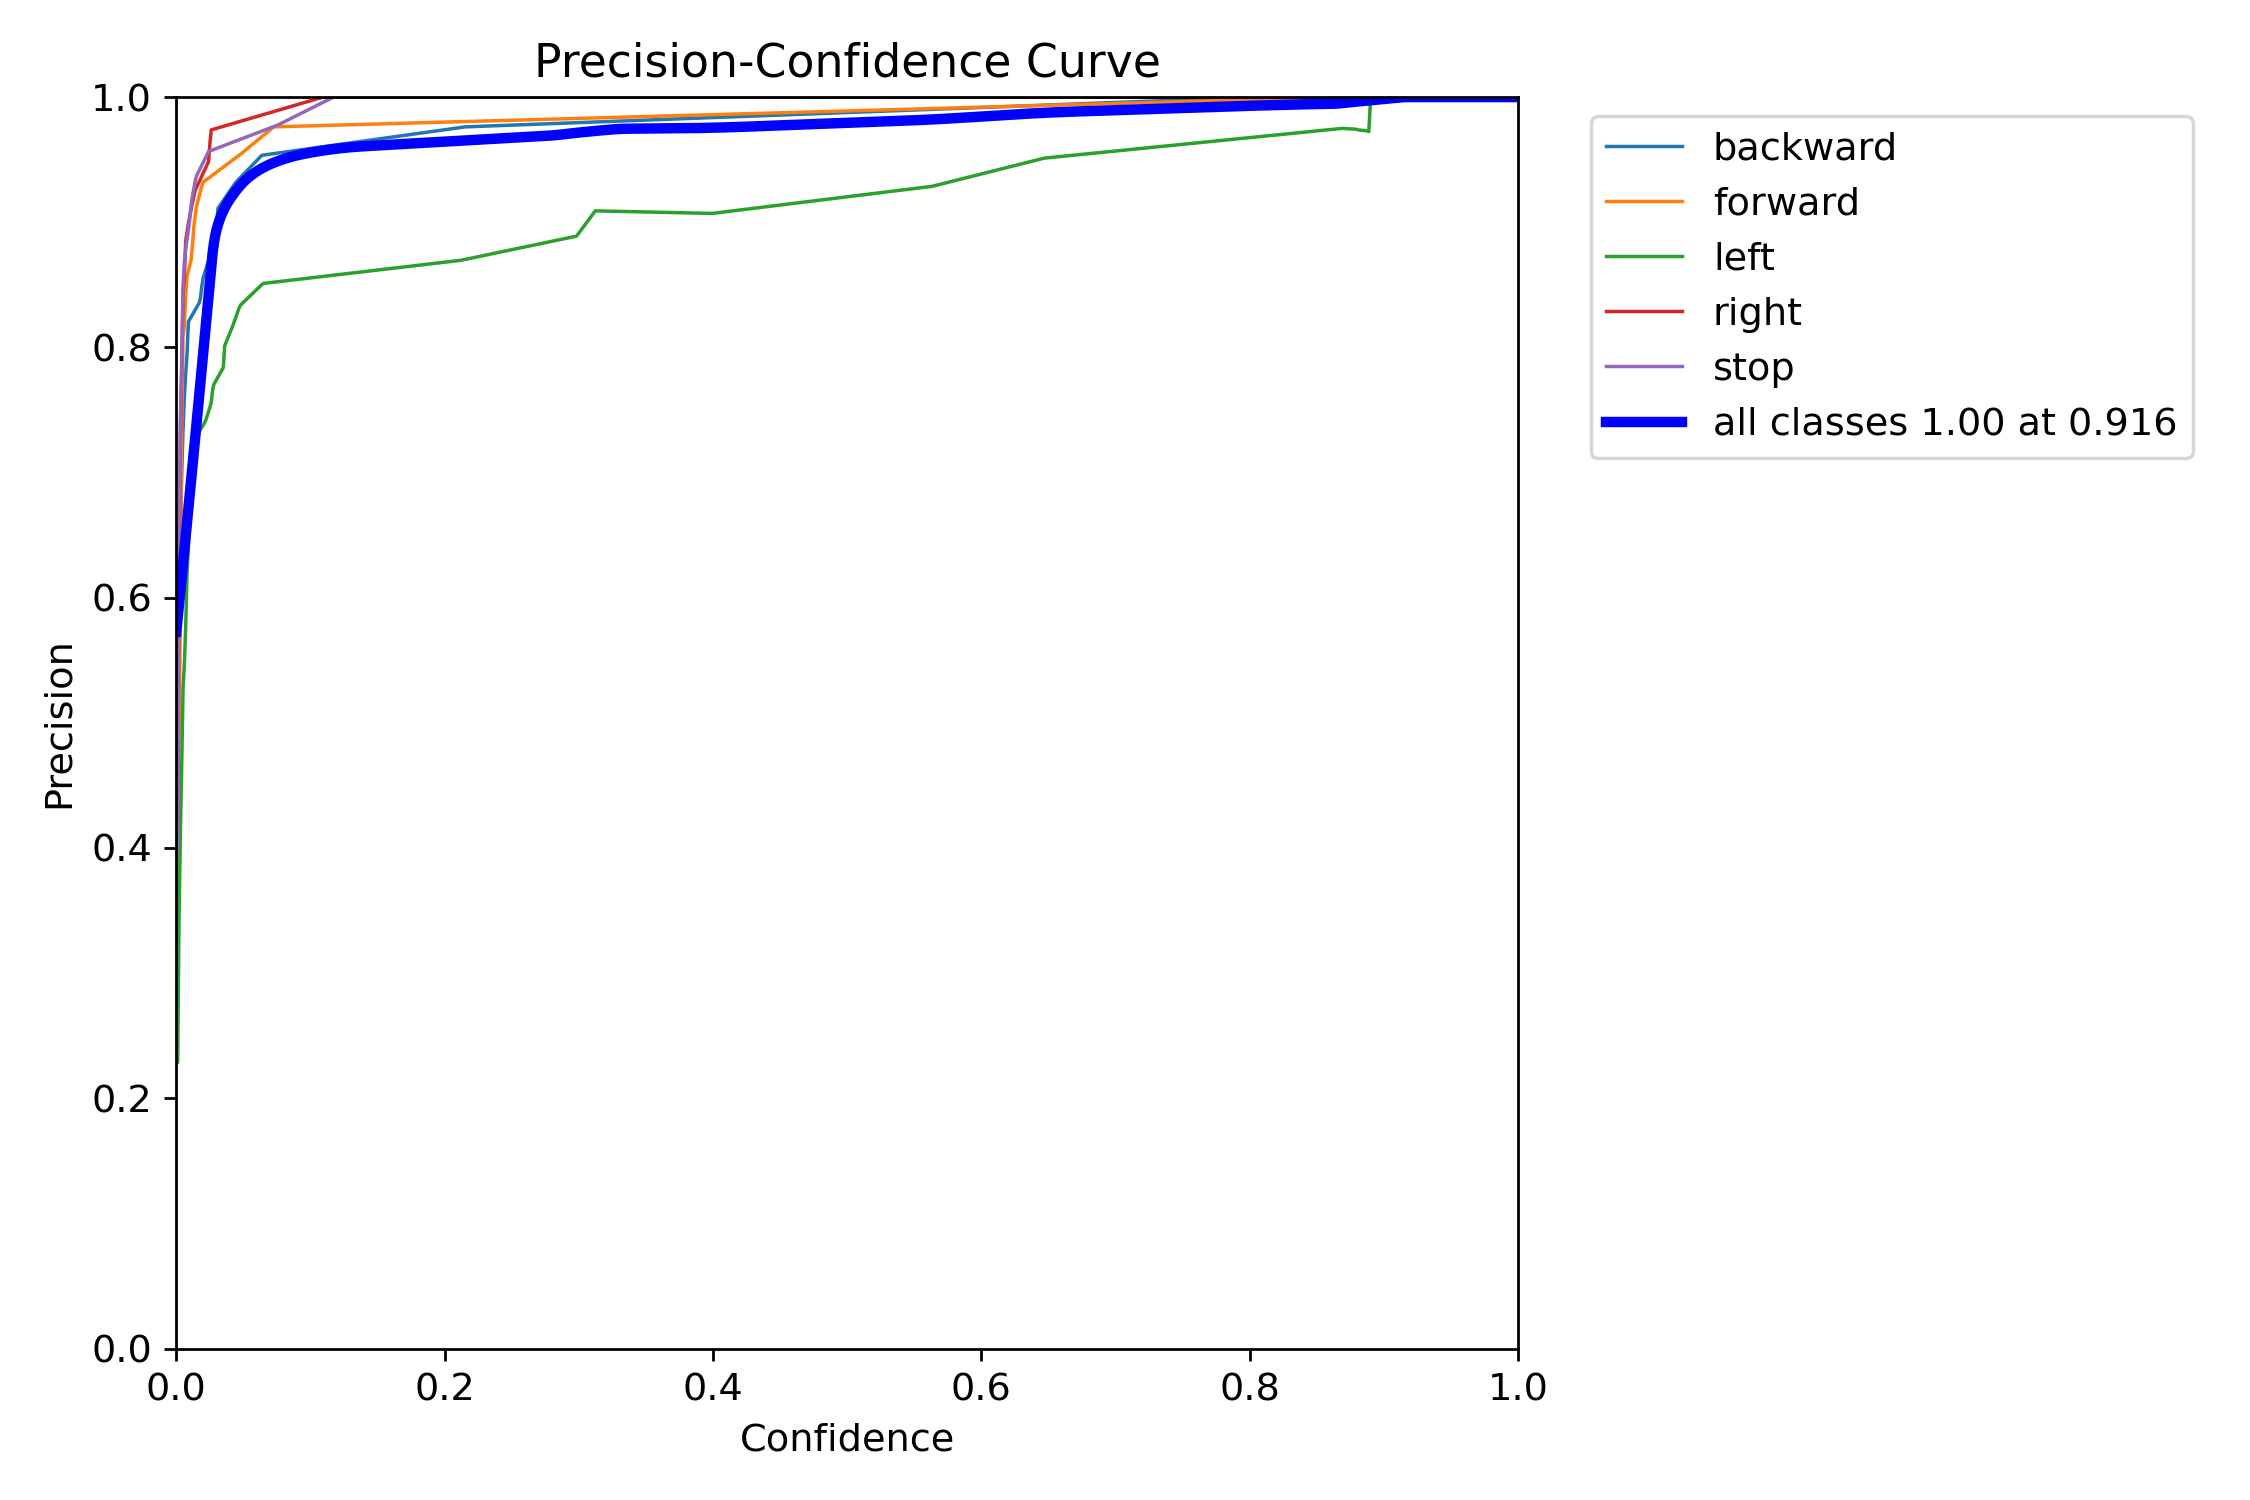 Precision-Confidence Curve
1.0
0.8
0.6
0.4
0.2
0.0
Precision
0.0 0.2 0.4 0.6 0.8 1.0
Confidence
backward
forward
left
right
stop
all classes 1.00 at 0.916